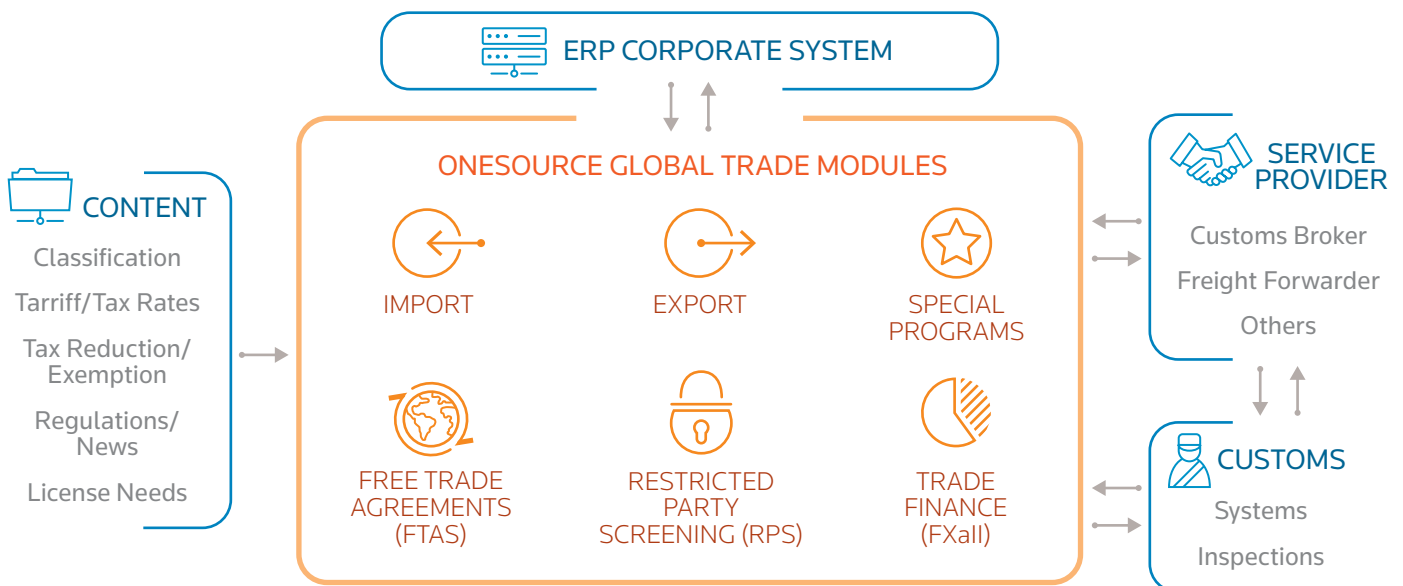 ERP CORPORATE SYSTEM
ONESOURCE GLOBAL TRADE MODULES
CONTENT
Classification
Tarriff/Tax Rates
Tax Reduction/
Exemption
Regulations/
News
License Needs
IMPORT
EXPORT
SPECIAL
PROGRAMS
FREE TRADE
AGREEMENTS
(FTAS)
RESTRICTED
PARTY
SCREENING (RPS)
TRADE
FINANCE
(FXall)
SERVICE
PROVIDER
Customs Broker
Freight Forwarder
Others
CUSTOMS
Systems
Inspections